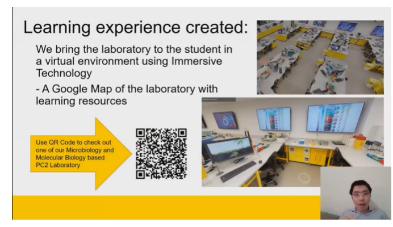 Learning experience created:
We bring the laboratory to the student in
a virtual environment using Immersive
Technology
- A Google Map of the laboratory with
learning resources
Use QR Code to check out
one of our Microbiology and
Molecular Biology based
PC2 Laboratory